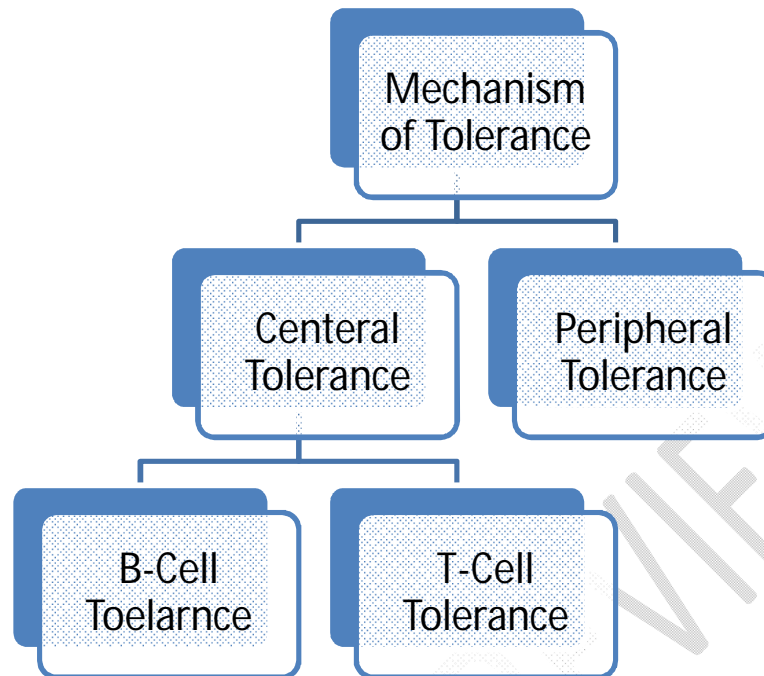 Mechanism
of Tolerance
Centeral
Tolerance
Peripheral
Tolerance
B-Cell
Toelarnce
T-Cell
Tolerance